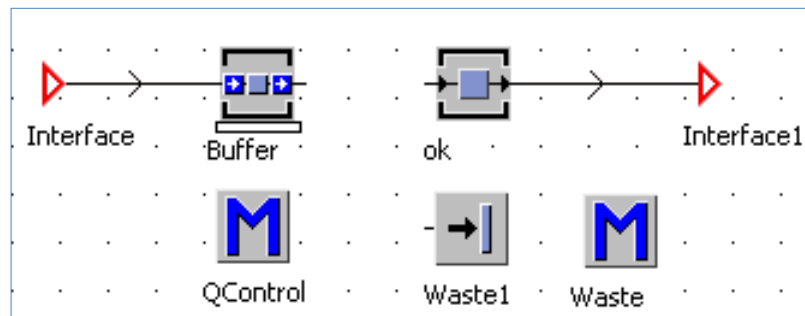 Interface
Buffer
ok
Interface1
QControl
Waste1
Waste